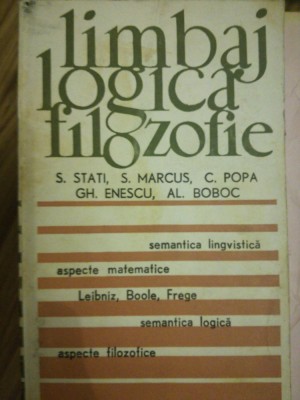 limbaj
logică
filozofie
S. STATI, S. MARCUS, C. POPA
GH. ENESCU, AL. BOBOC
semantica lingvistică
aspecte matematice
Leibniz, Boole, Frege
semantica logică
aspecte filozofice